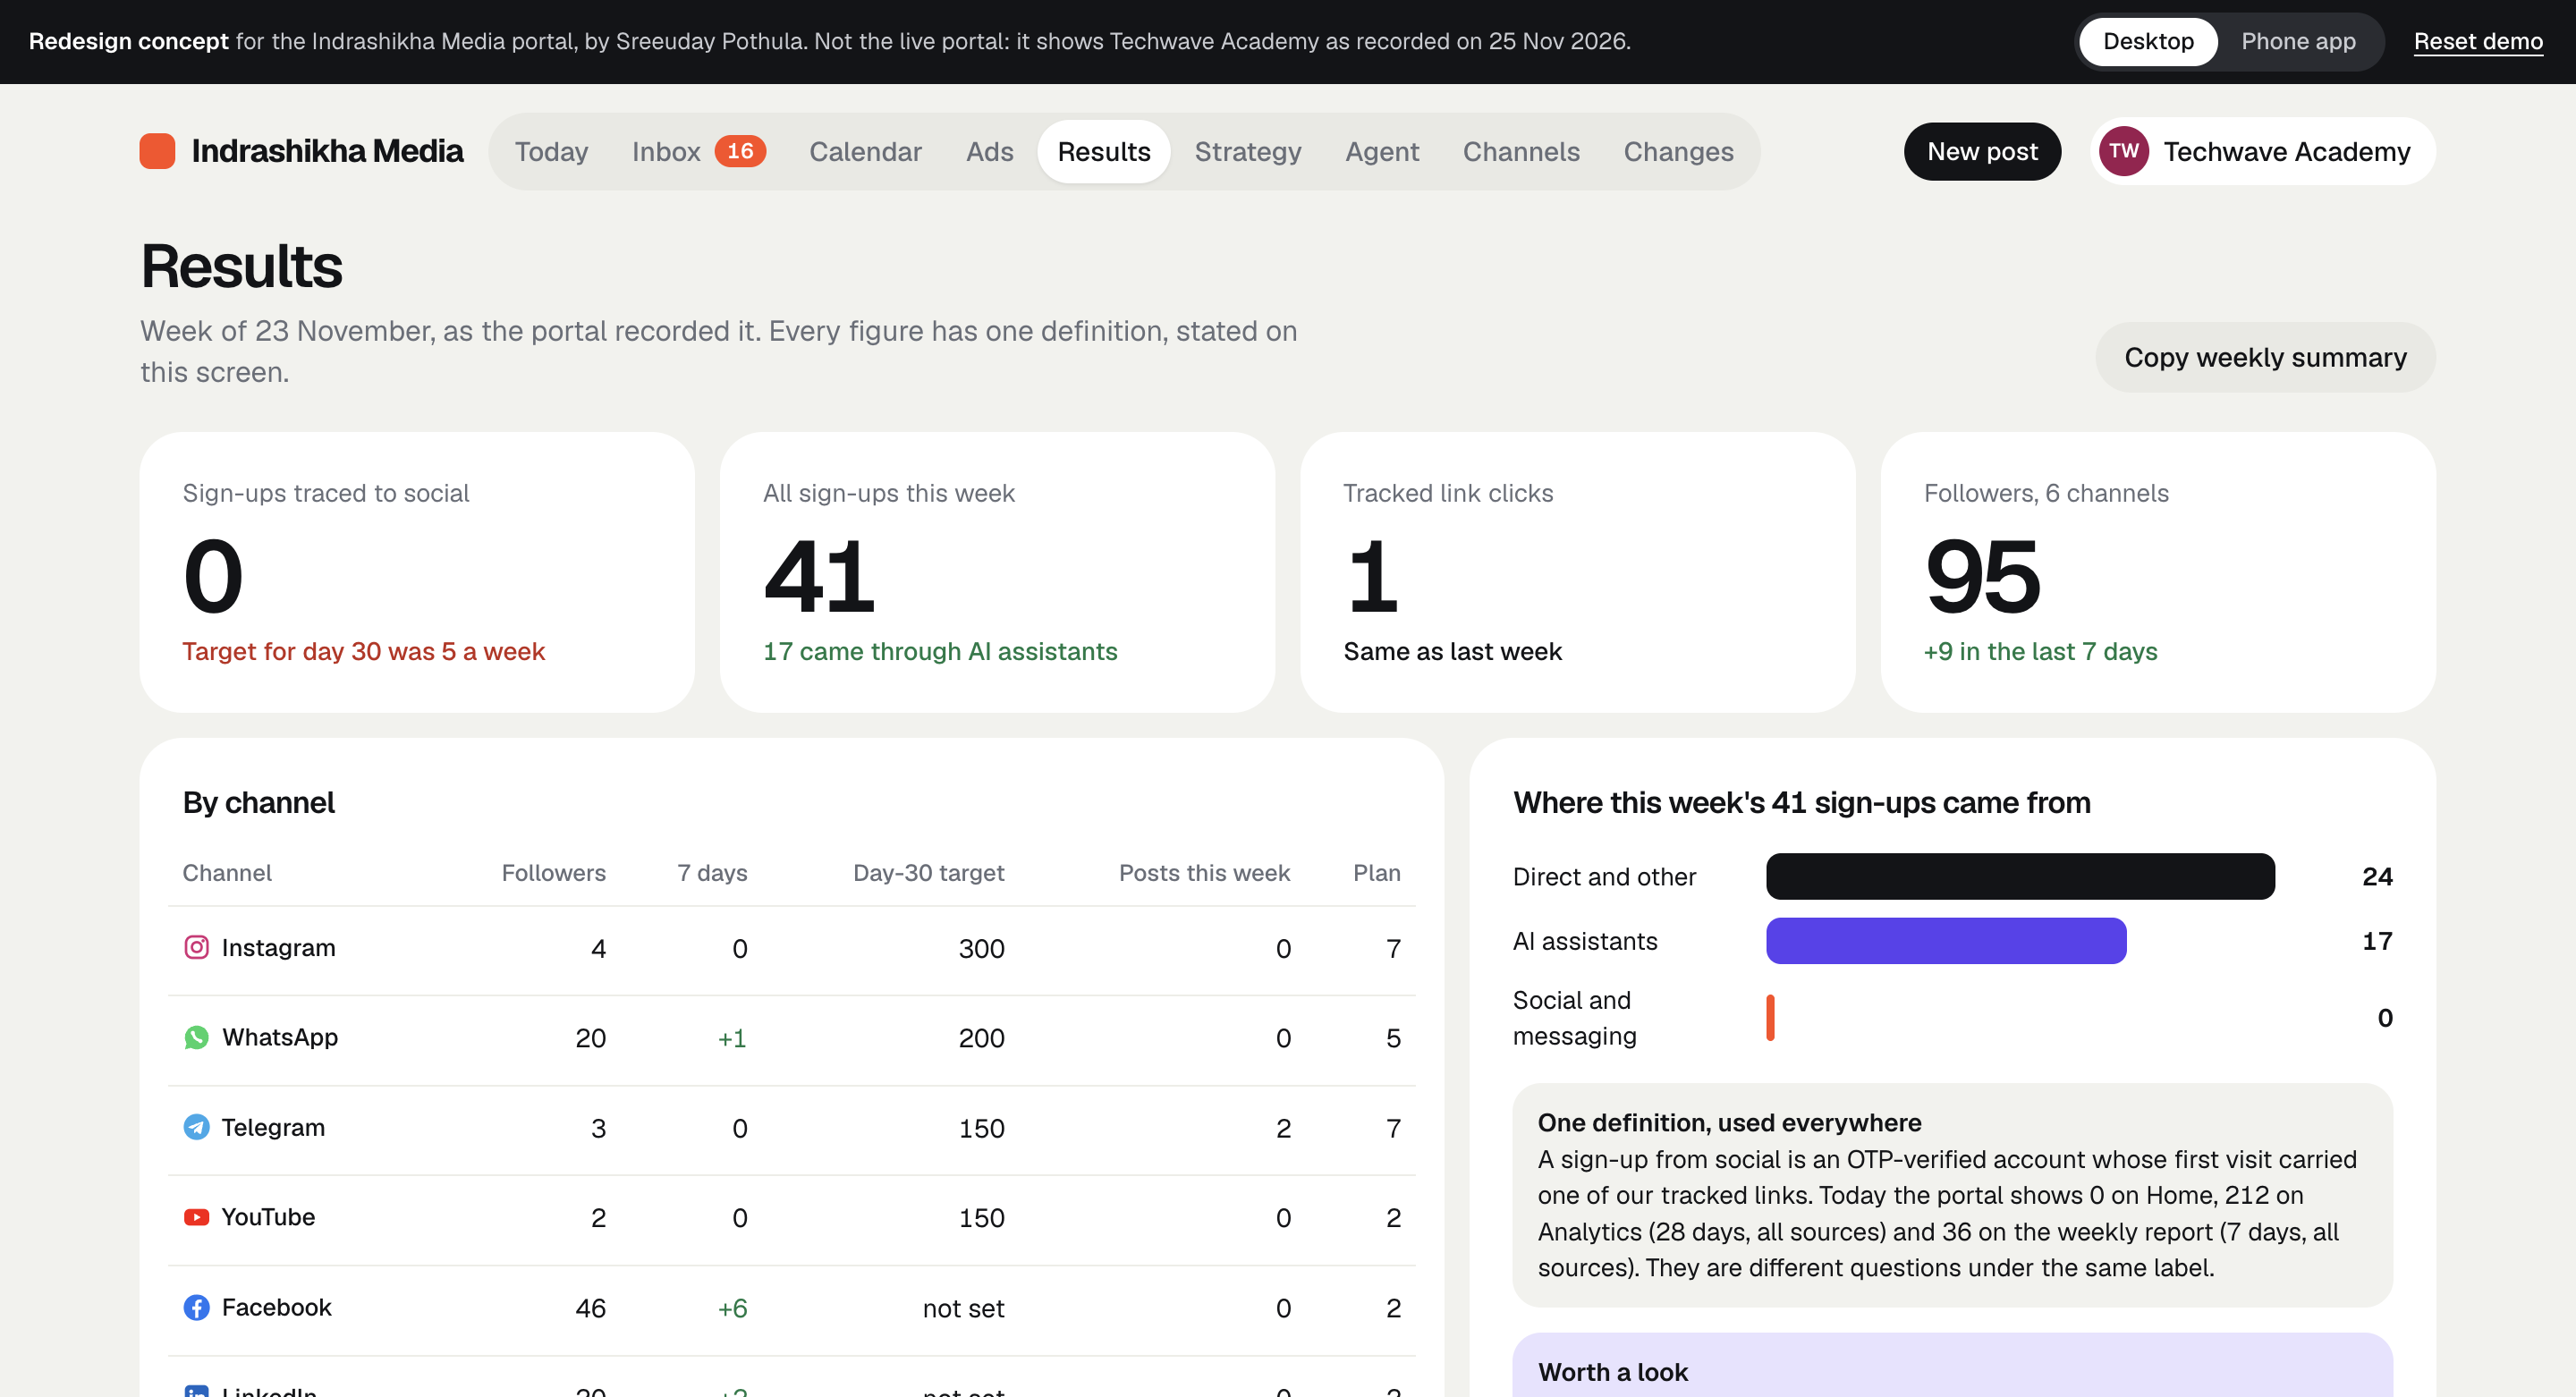 Redesign concept for the Indrashikha Media portal, by Sreeuday Pothula. Not the live portal: it shows Techwave Academy as recorded on 25 Nov 2026.
Desktop
Phone app
Reset demo
Indrashikha Media
Today
Inbox 16
Calendar
Ads
Results
Strategy
Agent
Channels
Changes
New post
TW Techwave Academy
Results
Week of 23 November, as the portal recorded it. Every figure has one definition, stated on
this screen.
Copy weekly summary
Sign-ups traced to social
0
Target for day 30 was 5 a week
All sign-ups this week
41
17 came through AI assistants
Tracked link clicks
1
Same as last week
Followers, 6 channels
95
+9 in the last 7 days
By channel
Channel Followers 7 days Day-30 target Posts this week Plan
Instagram 4 0 300 0 7
WhatsApp 20 +1 200 0 5
Telegram 3 0 150 2 7
YouTube 2 0 150 0 2
Facebook 46 +6 not set 0 2
LinkedIn 20 +2 not set 0
Where this week's 41 sign-ups came from
Direct and other 24
AI assistants 17
Social and
messaging
0
One definition, used everywhere
A sign-up from social is an OTP-verified account whose first visit carried
one of our tracked links. Today the portal shows 0 on Home, 212 on
Analytics (28 days, all sources) and 36 on the weekly report (7 days, all
sources). They are different questions under the same label.
Worth a look